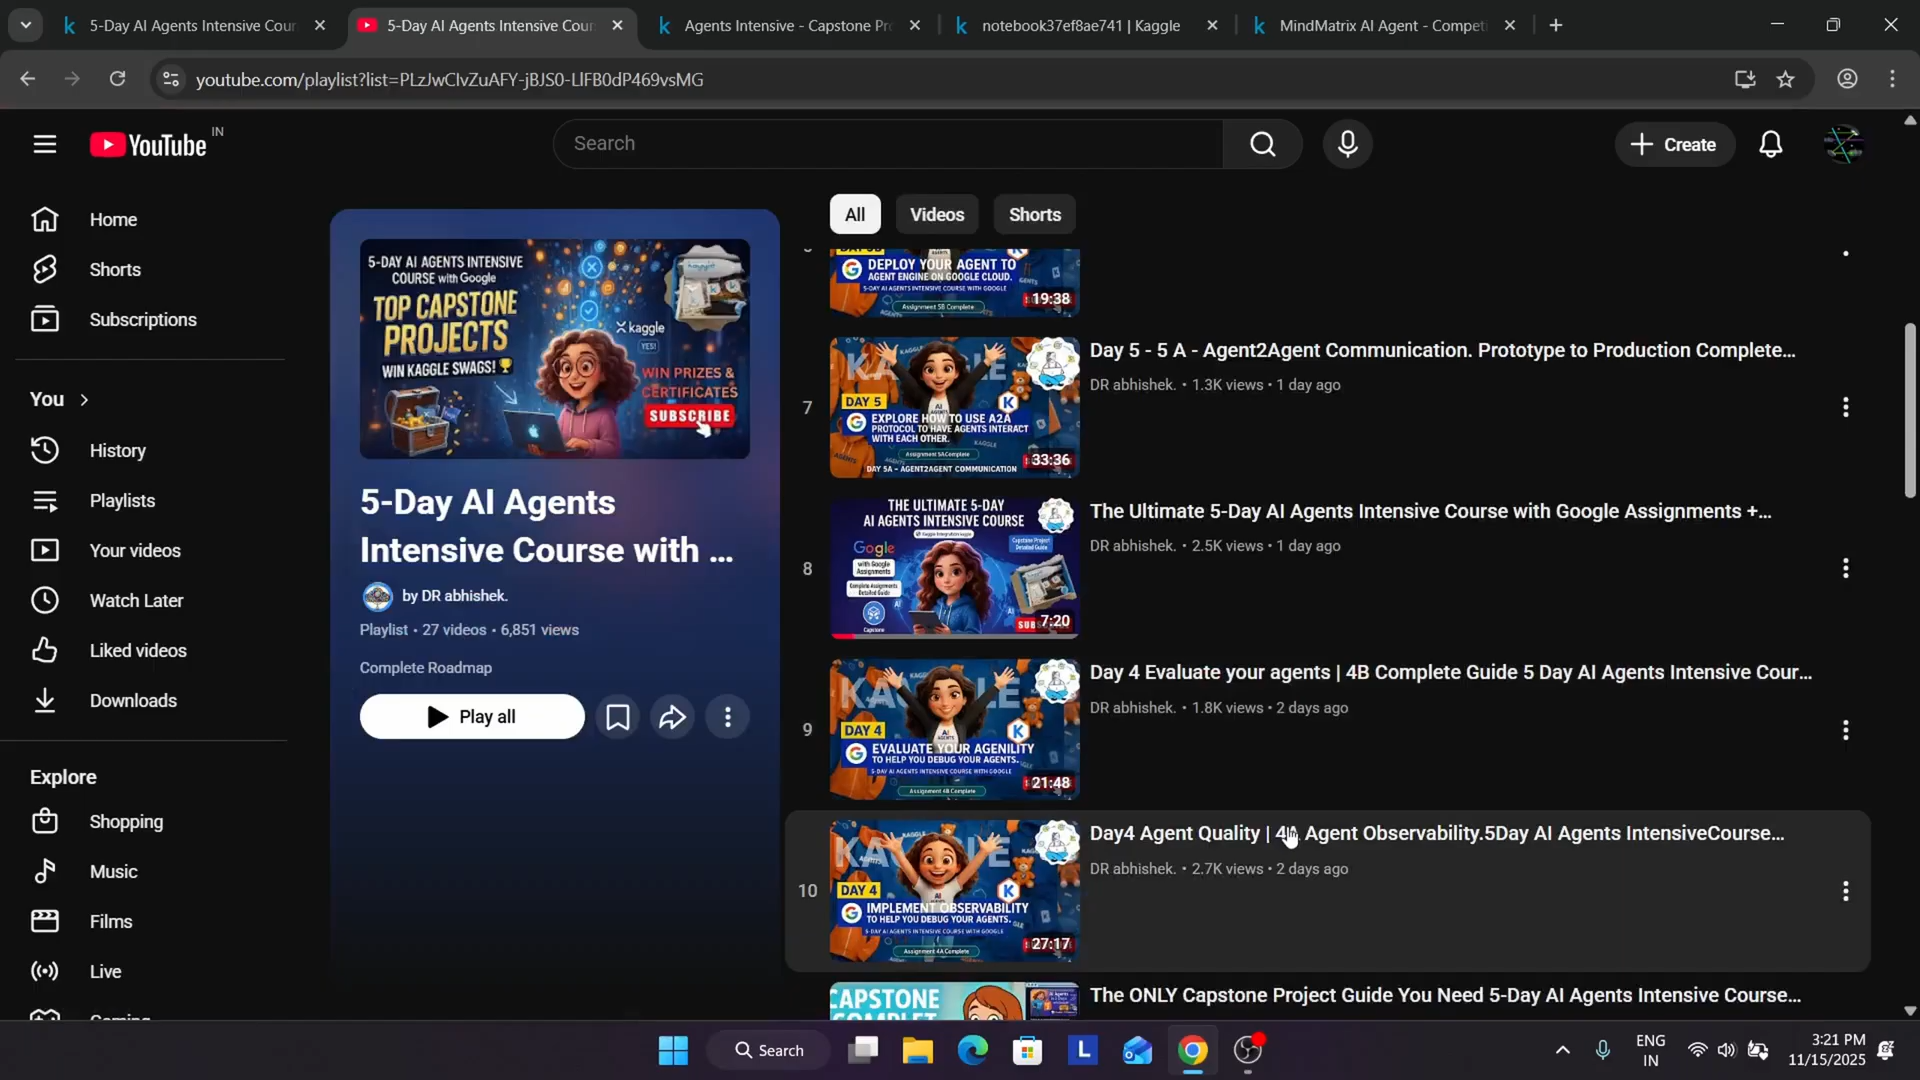 5-Day AI Agents Intensive Cour
5-Day AI Agents Intensive Cour
Agents Intensive - Capstone Pr
notebook37ef8ae741 | Kaggle
MindMatrix AI Agent - Competi
youtube.com/playlist?list=PLzJwCIvZuAFY-jBJS0-LlFB0dP469vsMG
YouTube IN
Search
Create
Home
Shorts
Subscriptions
You
History
Playlists
Your videos
Watch Later
Liked videos
Downloads
Explore
Shopping
Music
Films
Live
5-DAY AI AGENTS INTENSIVE
COURSE with Google
TOP CAPSTONE
PROJECTS
WIN KAGGLE SWAGS!
kaggle
YES!
WIN PRIZES &
CERTIFICATES
SUBSCRIBE
5-Day AI Agents
Intensive Course with ...
by DR abhishek.
Playlist • 27 videos • 6,851 views
Complete Roadmap
Play all
All
Videos
Shorts
DEPLOY YOUR AGENT TO
AGENT ENGINE ON GOOGLE CLOUD.
5-DAY AI AGENTS INTENSIVE COURSE WITH GOOGLE
Assignment 5B Complete
19:38
7
DAY 5
EXPLORE HOW TO USE A2A
PROTOCOL TO HAVE AGENTS INTERACT
WITH EACH OTHER.
Assignment 5A Complete
DAY 5A - AGENT2AGENT COMMUNICATION
33:36
Day 5 - 5 A - Agent2Agent Communication. Prototype to Production Complete...
DR abhishek. • 1.3K views • 1 day ago
8
THE ULTIMATE 5-DAY
AI AGENTS INTENSIVE COURSE
Gogle
with Google
Assignments
Complete Assignments
Detailed Guide
Capstone Project
Detailed Guide
Capstone
SUB
7:20
The Ultimate 5-Day AI Agents Intensive Course with Google Assignments +...
DR abhishek. • 2.5K views • 1 day ago
9
DAY 4
EVALUATE YOUR AGENILITY
TO HELP YOU DEBUG YOUR AGENTS.
5-DAY AI AGENTS INTENSIVE COURSE WITH GOOGLE
Assignment 4B Complete
21:48
Day 4 Evaluate your agents | 4B Complete Guide 5 Day AI Agents Intensive Cour...
DR abhishek. • 1.8K views • 2 days ago
10
DAY 4
IMPLEMENT OBSERVABILITY
TO HELP YOU DEBUG YOUR AGENTS.
5-DAY AI AGENTS INTENSIVE COURSE WITH GOOGLE
Assignment 4A Complete
27:17
Day4 Agent Quality | Agent Observability.5Day AI Agents IntensiveCourse...
DR abhishek. • 2.7K views • 2 days ago
CAPSTONE
The ONLY Capstone Project Guide You Need 5-Day AI Agents Intensive Course...
Search
ENG
IN
3:21 PM
11/15/2025